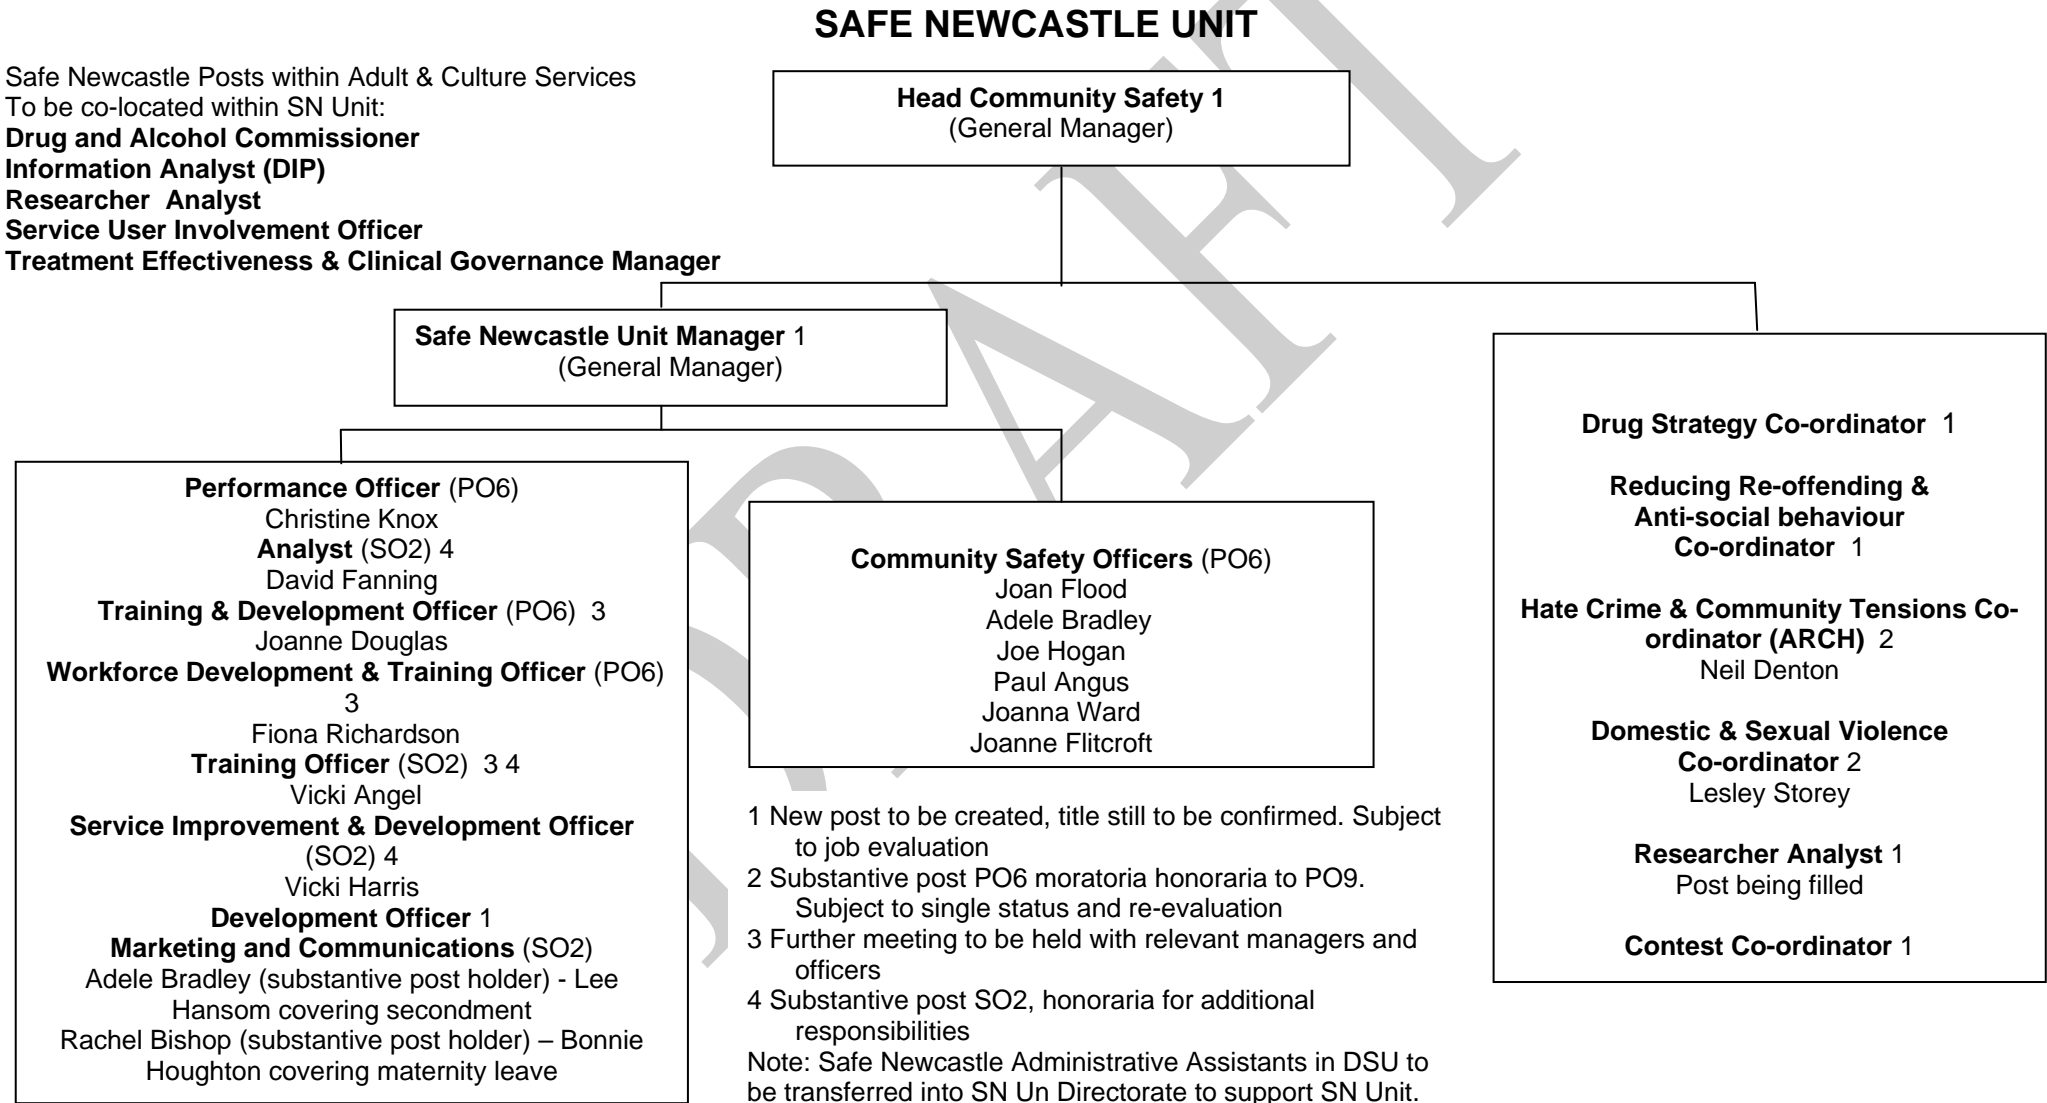 SAFE NEWCASTLE UNIT
Safe Newcastle Posts within Adult & Culture Services
To be co-located within SN Unit:
Drug and Alcohol Commissioner
Information Analyst (DIP)
Researcher Analyst
Service User Involvement Officer
Treatment Effectiveness & Clinical Governance Manager
Head Community Safety 1
(General Manager)
Safe Newcastle Unit Manager 1
(General Manager)
Performance Officer (PO6)
Christine Knox
Analyst (SO2) 4
David Fanning
Training & Development Officer (PO6) 3
Joanne Douglas
Workforce Development & Training Officer (PO6)
3
Fiona Richardson
Training Officer (SO2) 3 4
Vicki Angel
Service Improvement & Development Officer
(SO2) 4
Vicki Harris
Development Officer 1
Marketing and Communications (SO2)
Adele Bradley (substantive post holder) - Lee
Hansom covering secondment
Rachel Bishop (substantive post holder) – Bonnie
Houghton covering maternity leave
Community Safety Officers (PO6)
Joan Flood
Adele Bradley
Joe Hogan
Paul Angus
Joanna Ward
Joanne Flitcroft
1 New post to be created, title still to be confirmed. Subject
to job evaluation
2 Substantive post PO6 moratoria honoraria to PO9.
Subject to single status and re-evaluation
3 Further meeting to be held with relevant managers and
officers
4 Substantive post SO2, honoraria for additional
responsibilities
Note: Safe Newcastle Administrative Assistants in DSU to
be transferred into SN Un Directorate to support SN Unit.
Drug Strategy Co-ordinator 1
Reducing Re-offending &
Anti-social behaviour
Co-ordinator 1
Hate Crime & Community Tensions Co-
ordinator (ARCH) 2
Neil Denton
Domestic & Sexual Violence
Co-ordinator 2
Lesley Storey
Researcher Analyst 1
Post being filled
Contest Co-ordinator 1
DRAFT